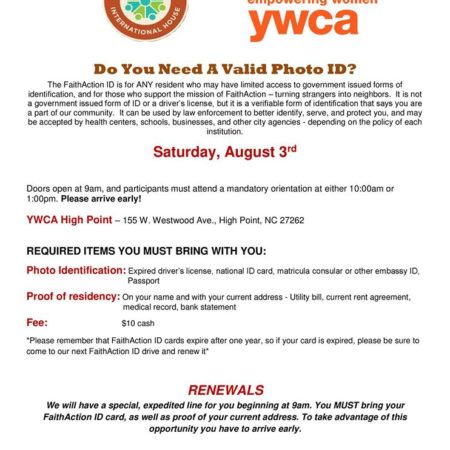 INTERNATIONAL HOUSE
empowering women
ywca
Do You Need A Valid Photo ID?
The FaithAction ID is for ANY resident who may have limited access to government issued forms of
identification, and for those who support the mission of FaithAction – turning strangers into neighbors. It is not
a government issued form of ID or a driver's license, but it is a verifiable form of identification that says you are
a part of our community. It can be used by law enforcement to better identify, serve, and protect you, and may
be accepted by health centers, schools, businesses, and other city agencies - depending on the policy of each
institution.
Saturday, August 3rd
Doors open at 9am, and participants must attend a mandatory orientation at either 10:00am or
1:00pm. Please arrive early!
YWCA High Point – 155 W. Westwood Ave., High Point, NC 27262
REQUIRED ITEMS YOU MUST BRING WITH YOU:
Photo Identification: Expired driver's license, national ID card, matricula consular or other embassy ID,
Passport
Proof of residency: On your name and with your current address - Utility bill, current rent agreement,
medical record, bank statement
Fee: $10 cash
*Please remember that FaithAction ID cards expire after one year, so if your card is expired, please be sure to
come to our next FaithAction ID drive and renew it*
RENEWALS
We will have a special, expedited line for you beginning at 9am. You MUST bring your
FaithAction ID card, as well as proof of your current address. To take advantage of this
opportunity you have to arrive early.